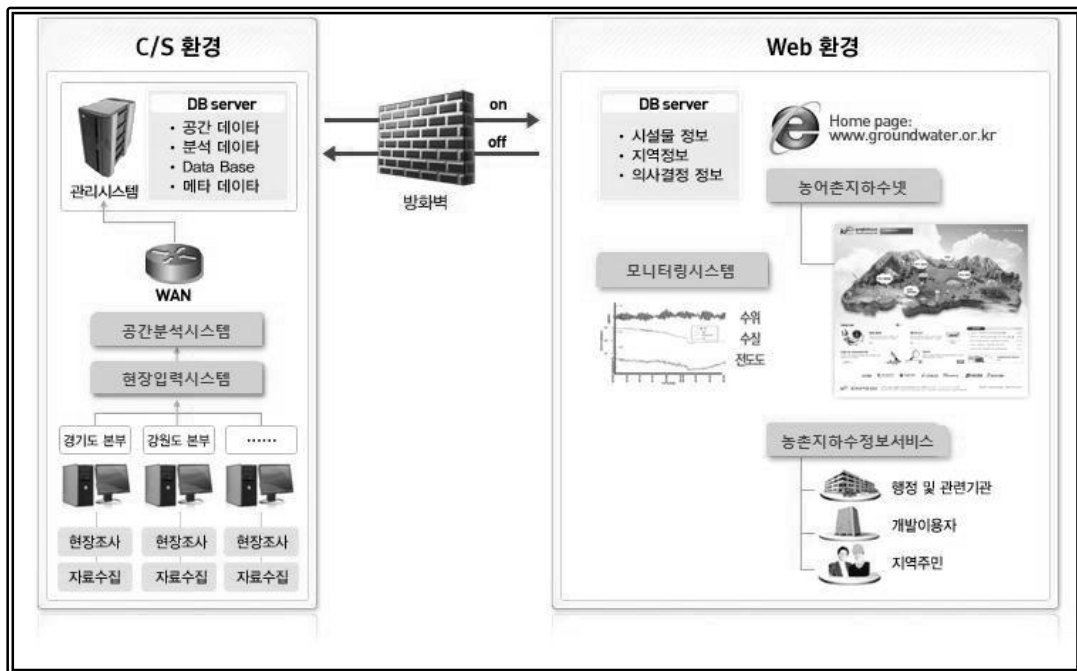 C/S 환경
DB server
• 공간 데이타
• 분석 데이타
• Data Base
• 메타 데이타
관리시스템
WAN
공간분석시스템
현장입력시스템
경기도 본부
강원도 본부
......
현장조사
현장조사
현장조사
자료수집
자료수집
자료수집
on
off
방화벽
Web 환경
DB server
• 시설물 정보
• 지역정보
• 의사결정 정보
Home page:
www.groundwater.or.kr
농어촌지하수넷
모니터링시스템
수위
수질
전도도
농촌지하수정보서비스
행정 및 관련기관
개발이용자
지역주민